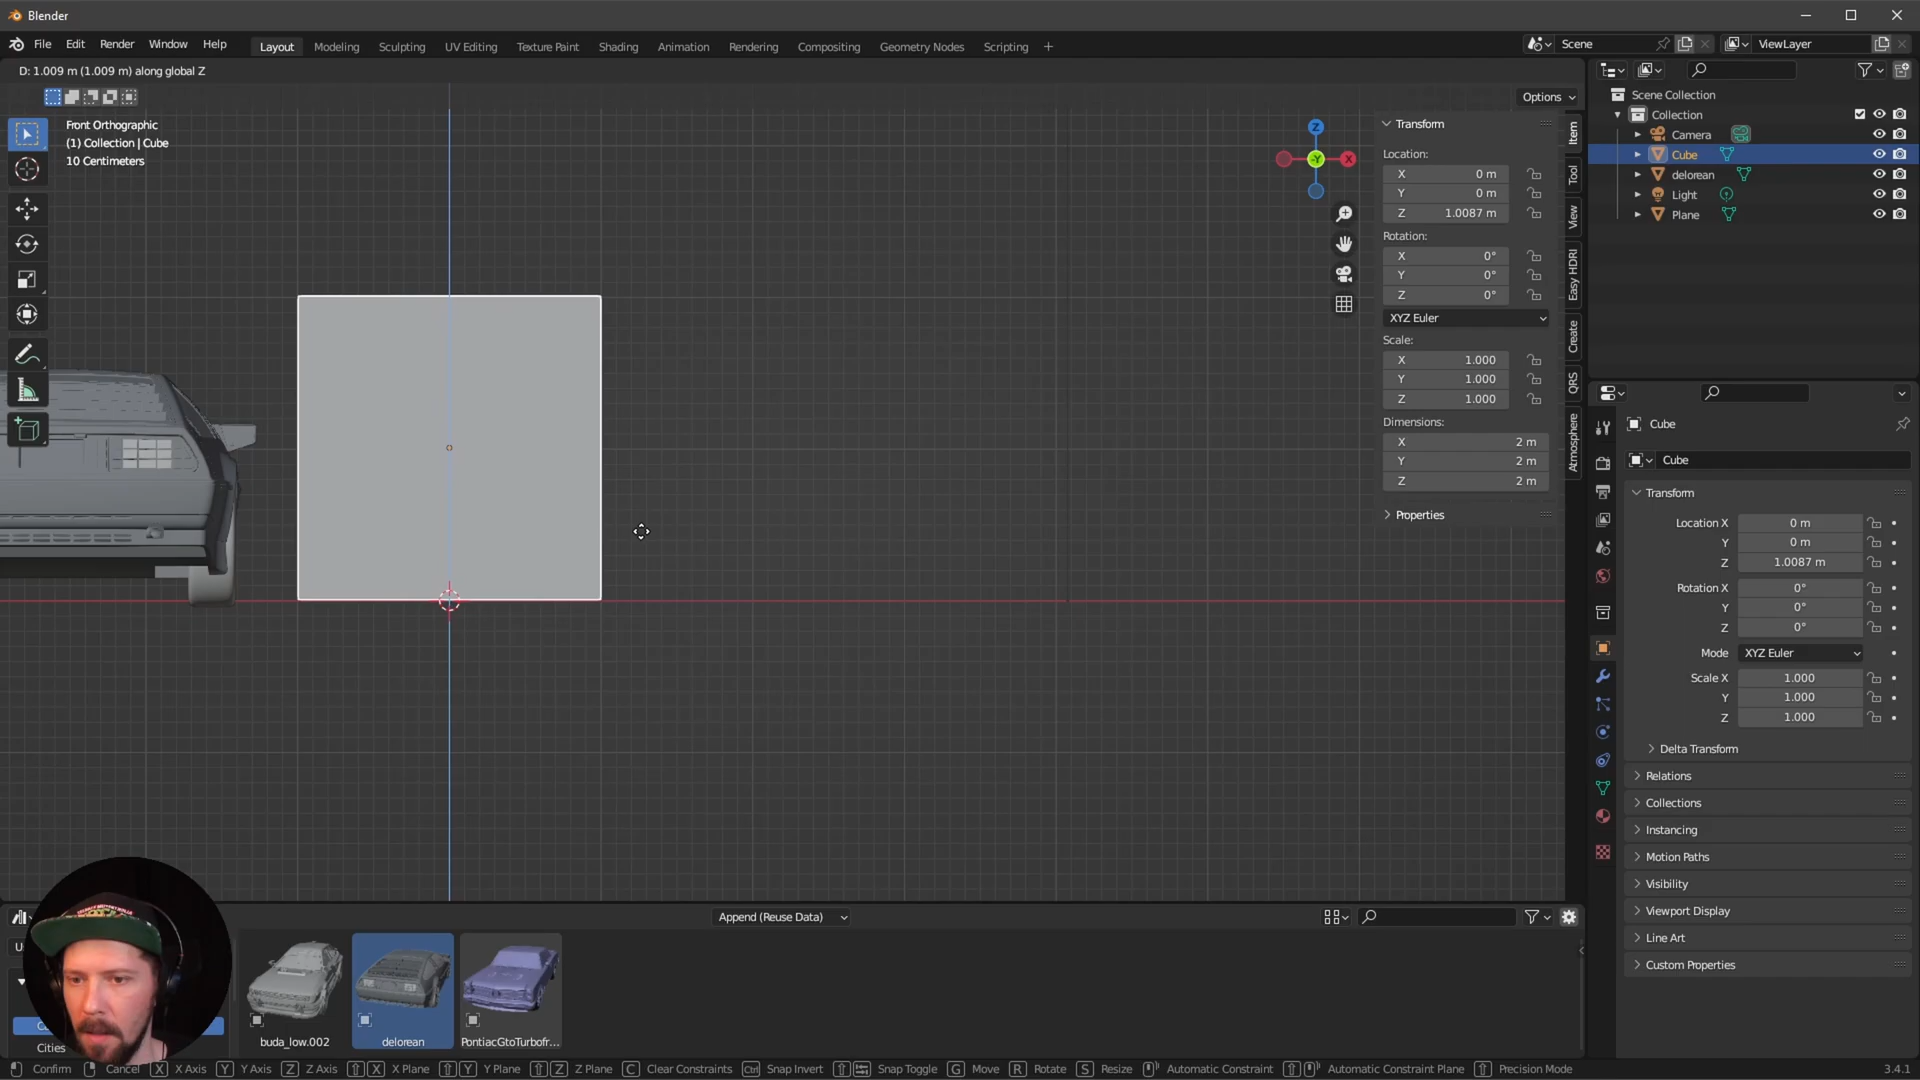 Blender
File Edit Render Window Help Layout Modeling Sculpting UV Editing Texture Paint Shading Animation Rendering Compositing Geometry Nodes Scripting + Scene ViewLayer
D: 1.009 m (1.009 m) along global Z
Options
Front Orthographic
(1) Collection | Cube
10 Centimeters
Z
X
-Y
Transform
Location:
X 0 m
Y 0 m
Z 1.0087 m
Rotation:
X 0°
Y 0°
Z 0°
XYZ Euler
Scale:
X 1.000
Y 1.000
Z 1.000
Dimensions:
X 2 m
Y 2 m
Z 2 m
Properties
Item
Tool
View
Easy HDRI
Create
QRS
Atmosphere
Scene Collection
Collection
Camera
Cube
delorean
Light
Plane
Cube
Cube
Transform
Location X 0 m
Y 0 m
Z 1.0087 m
Rotation X 0°
Y 0°
Z 0°
Mode XYZ Euler
Scale X 1.000
Y 1.000
Z 1.000
Delta Transform
Relations
Collections
Instancing
Motion Paths
Visibility
Viewport Display
Line Art
Custom Properties
Append (Reuse Data)
buda_low.002
delorean
PontiacGtoTurbofr...
Cities
Confirm Cancel X X Axis Y Y Axis Z Z Axis X X Plane Y Y Plane Z Z Plane C Clear Constraints Ctrl Snap Invert Snap Toggle G Move R Rotate S Resize Automatic Constraint Automatic Constraint Plane Precision Mode 3.4.1